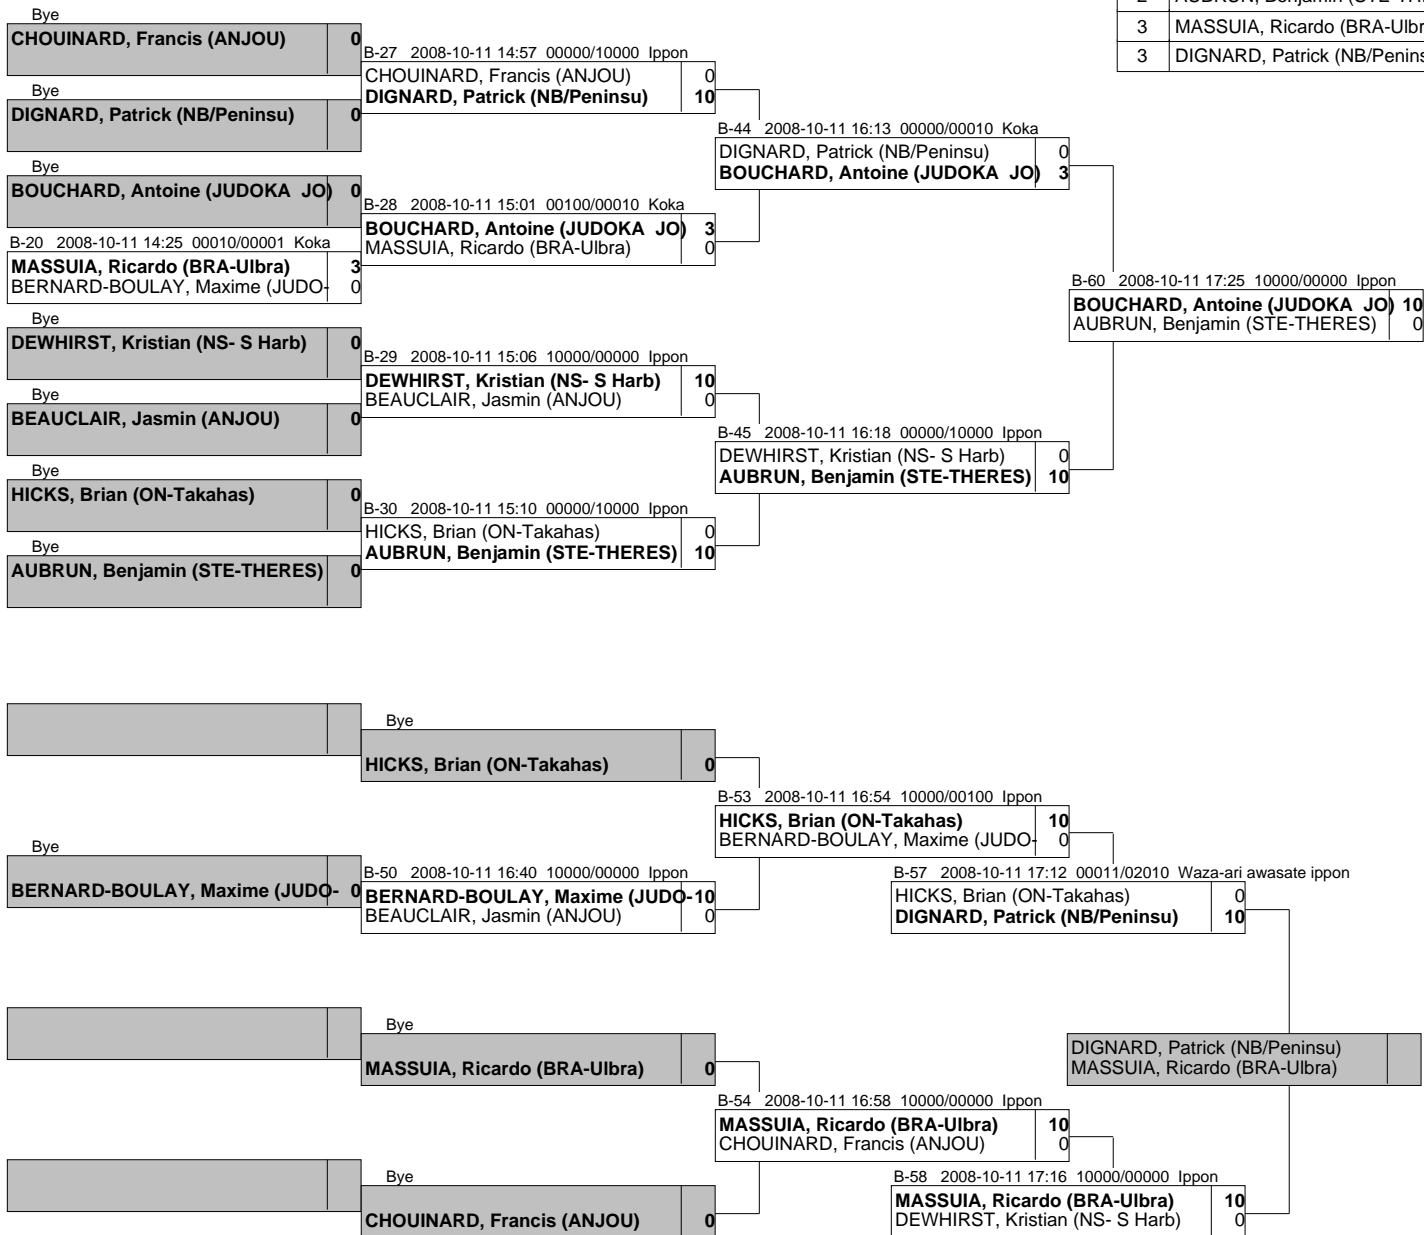 2 AUBRUN, Benjamin (STE-TH
3 MASSUIA, Ricardo (BRA-Ulbr
3 DIGNARD, Patrick (NB/Penins
Bye
CHOUINARD, Francis (ANJOU) 0
Bye
DIGNARD, Patrick (NB/Peninsu) 0
Bye
BOUCHARD, Antoine (JUDOKA JO) 0
B-20 2008-10-11 14:25 00010/00001 Koka
MASSUIA, Ricardo (BRA-Ulbra) 3
BERNARD-BOULAY, Maxime (JUDO- 0
Bye
DEWHIRST, Kristian (NS- S Harb) 0
Bye
BEAUCLAIR, Jasmin (ANJOU) 0
Bye
HICKS, Brian (ON-Takahas) 0
Bye
AUBRUN, Benjamin (STE-THERES) 0
B-27 2008-10-11 14:57 00000/10000 Ippon
CHOUINARD, Francis (ANJOU) 0
DIGNARD, Patrick (NB/Peninsu) 10
B-28 2008-10-11 15:01 00100/00010 Koka
BOUCHARD, Antoine (JUDOKA JO) 3
MASSUIA, Ricardo (BRA-Ulbra) 0
B-29 2008-10-11 15:06 10000/00000 Ippon
DEWHIRST, Kristian (NS- S Harb) 10
BEAUCLAIR, Jasmin (ANJOU) 0
B-30 2008-10-11 15:10 00000/10000 Ippon
HICKS, Brian (ON-Takahas) 0
AUBRUN, Benjamin (STE-THERES) 10
B-44 2008-10-11 16:13 00000/00010 Koka
DIGNARD, Patrick (NB/Peninsu) 0
BOUCHARD, Antoine (JUDOKA JO) 3
B-45 2008-10-11 16:18 00000/10000 Ippon
DEWHIRST, Kristian (NS- S Harb) 0
AUBRUN, Benjamin (STE-THERES) 10
B-60 2008-10-11 17:25 10000/00000 Ippon
BOUCHARD, Antoine (JUDOKA JO) 10
AUBRUN, Benjamin (STE-THERES) 0
Bye
HICKS, Brian (ON-Takahas) 0
Bye
BERNARD-BOULAY, Maxime (JUDO- 0
B-50 2008-10-11 16:40 10000/00000 Ippon
BERNARD-BOULAY, Maxime (JUDO- 10
BEAUCLAIR, Jasmin (ANJOU) 0
B-53 2008-10-11 16:54 10000/00100 Ippon
HICKS, Brian (ON-Takahas) 10
BERNARD-BOULAY, Maxime (JUDO- 0
B-57 2008-10-11 17:12 00011/02010 Waza-ari awasate ippon
HICKS, Brian (ON-Takahas) 0
DIGNARD, Patrick (NB/Peninsu) 10
Bye
MASSUIA, Ricardo (BRA-Ulbra) 0
Bye
CHOUINARD, Francis (ANJOU) 0
B-54 2008-10-11 16:58 10000/00000 Ippon
MASSUIA, Ricardo (BRA-Ulbra) 10
CHOUINARD, Francis (ANJOU) 0
B-58 2008-10-11 17:16 10000/00000 Ippon
MASSUIA, Ricardo (BRA-Ulbra) 10
DEWHIRST, Kristian (NS- S Harb) 0
DIGNARD, Patrick (NB/Peninsu)
MASSUIA, Ricardo (BRA-Ulbra)